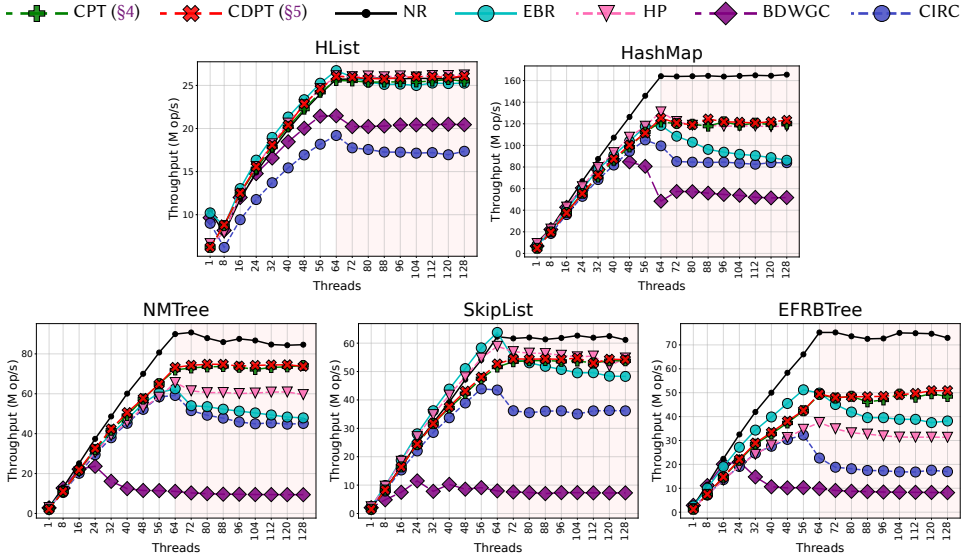 CPT (§4) CDPT (§5) NR EBR HP BDWGC CIRC
HList
Throughput (M op/s)
25
20
15
10
1 8 16 24 32 40 48 56 64 72 80 88 96 104 112 120 128
Threads
HashMap
Throughput (M op/s)
160
140
120
100
80
60
40
20
0
1 8 16 24 32 40 48 56 64 72 80 88 96 104 112 120 128
Threads
NMTree
Throughput (M op/s)
80
60
40
20
0
1 8 16 24 32 40 48 56 64 72 80 88 96 104 112 120 128
Threads
SkipList
Throughput (M op/s)
60
50
40
30
20
10
0
1 8 16 24 32 40 48 56 64 72 80 88 96 104 112 120 128
Threads
EFRBTree
Throughput (M op/s)
70
60
50
40
30
20
10
0
1 8 16 24 32 40 48 56 64 72 80 88 96 104 112 120 128
Threads